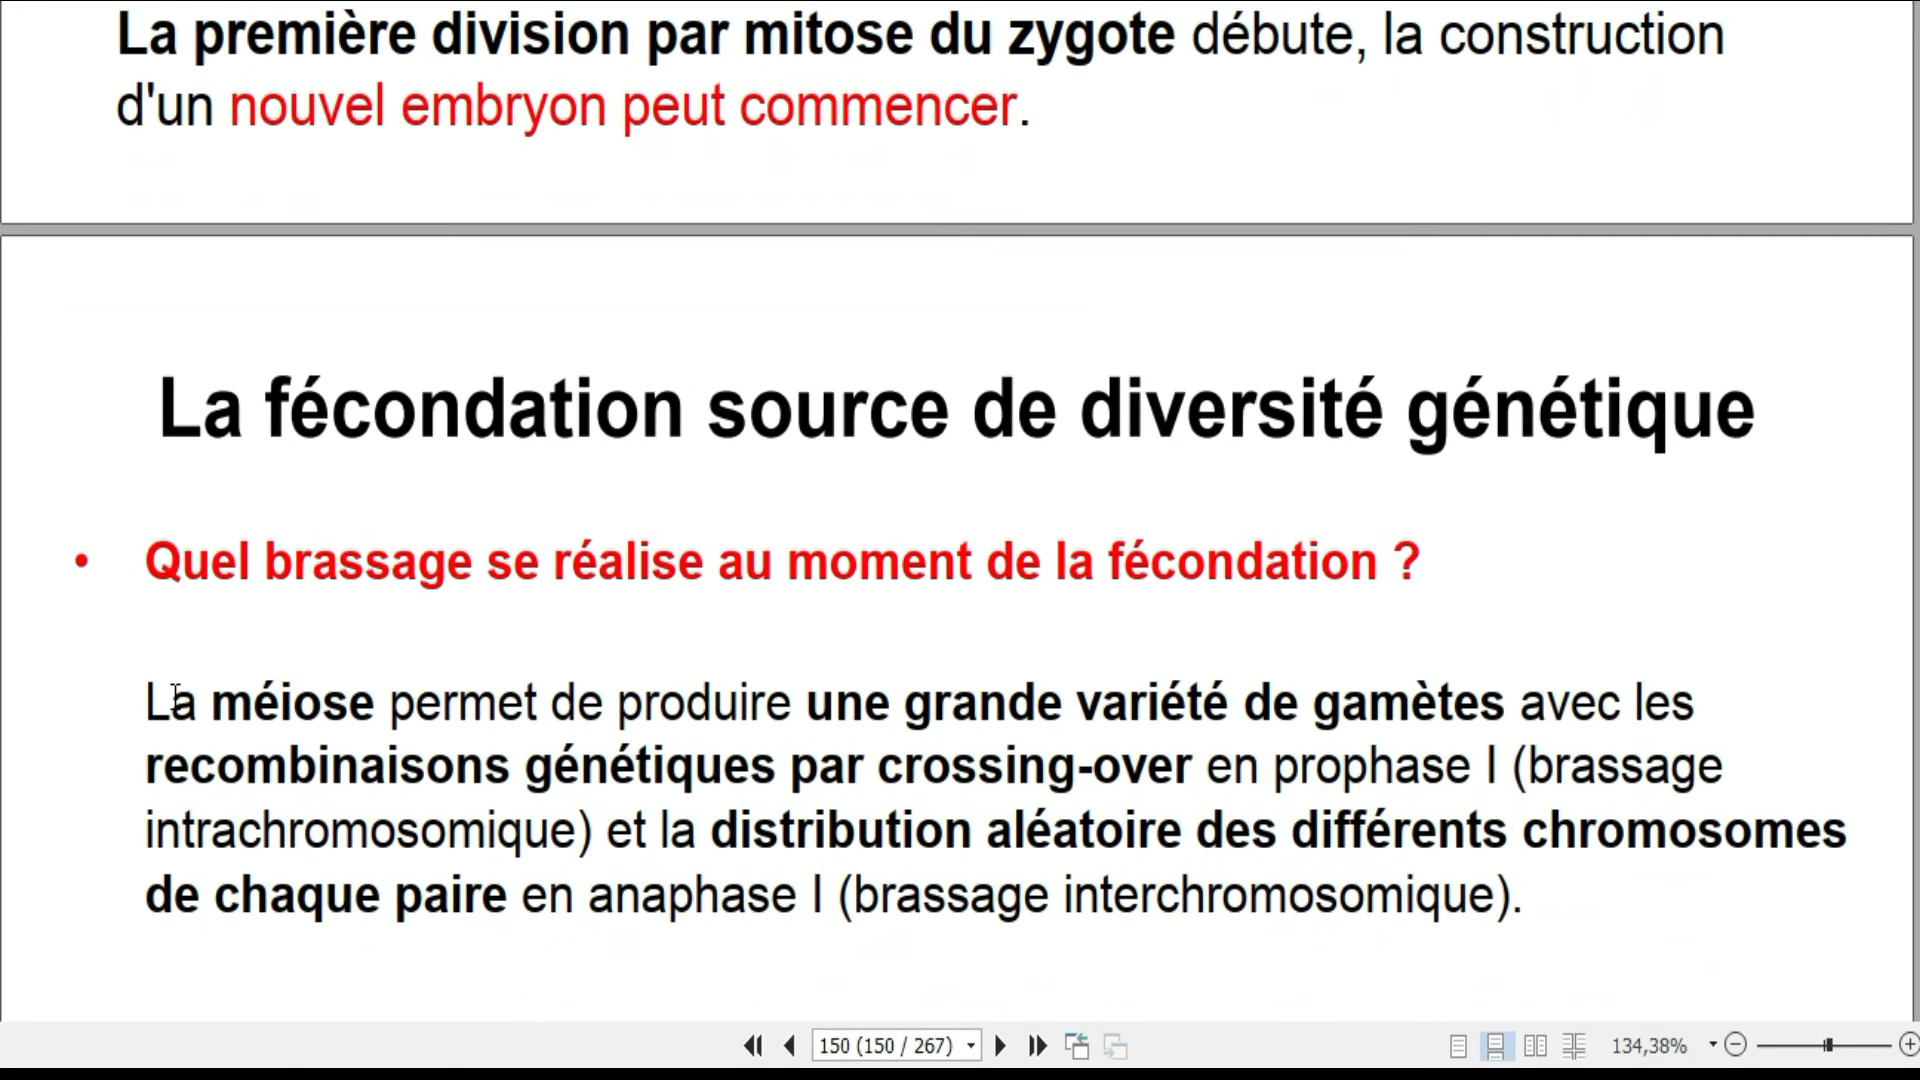 La première division par mitose du zygote débute, la construction
d'un nouvel embryon peut commencer.
La fécondation source de diversité génétique
• Quel brassage se réalise au moment de la fécondation ?
La méiose permet de produire une grande variété de gamètes avec les
recombinaisons génétiques par crossing-over en prophase I (brassage
intrachromosomique) et la distribution aléatoire des différents chromosomes
de chaque paire en anaphase I (brassage interchromosomique).
150 (150 / 267)
134,38%